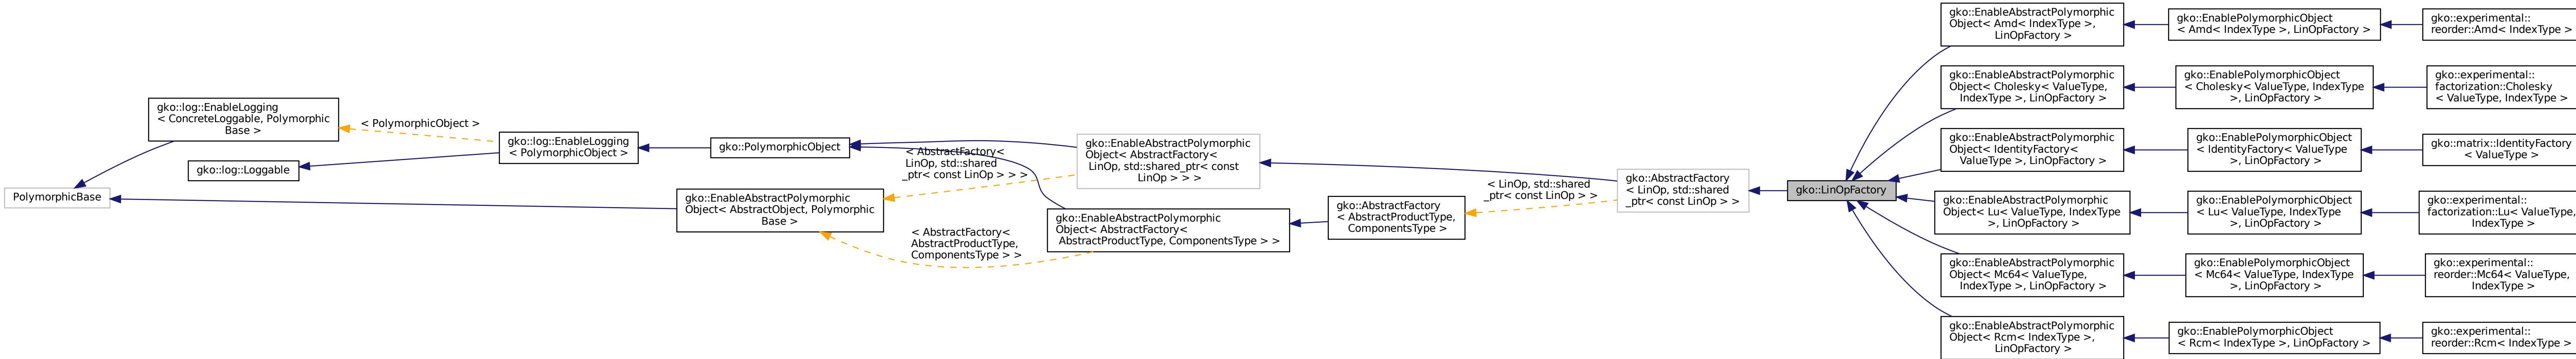 PolymorphicBase
gko::log::EnableLogging
< ConcreteLoggable, Polymorphic
Base >
gko::log::Loggable
< PolymorphicObject >
gko::log::EnableLogging
< PolymorphicObject >
gko::PolymorphicObject
gko::EnableAbstractPolymorphic
Object< AbstractObject, Polymorphic
Base >
< AbstractFactory<
LinOp, std::shared
_ptr< const LinOp > > >
< AbstractFactory<
AbstractProductType,
ComponentsType > >
gko::EnableAbstractPolymorphic
Object< AbstractFactory<
LinOp, std::shared_ptr< const
LinOp > > >
gko::EnableAbstractPolymorphic
Object< AbstractFactory<
AbstractProductType, ComponentsType > >
gko::AbstractFactory
< AbstractProductType,
ComponentsType >
< LinOp, std::shared
_ptr< const LinOp > >
gko::AbstractFactory
< LinOp, std::shared
_ptr< const LinOp > >
gko::LinOpFactory
gko::EnableAbstractPolymorphic
Object< Amd< IndexType >,
LinOpFactory >
gko::EnablePolymorphicObject
< Amd< IndexType >, LinOpFactory >
gko::experimental::
reorder::Amd< IndexType >
gko::EnableAbstractPolymorphic
Object< Cholesky< ValueType,
IndexType >, LinOpFactory >
gko::EnablePolymorphicObject
< Cholesky< ValueType, IndexType
>, LinOpFactory >
gko::experimental::
factorization::Cholesky
< ValueType, IndexType >
gko::EnableAbstractPolymorphic
Object< IdentityFactory<
ValueType >, LinOpFactory >
gko::EnablePolymorphicObject
< IdentityFactory< ValueType
>, LinOpFactory >
gko::matrix::IdentityFactory
< ValueType >
gko::EnableAbstractPolymorphic
Object< Lu< ValueType, IndexType
>, LinOpFactory >
gko::EnablePolymorphicObject
< Lu< ValueType, IndexType
>, LinOpFactory >
gko::experimental::
factorization::Lu< ValueType,
IndexType >
gko::EnableAbstractPolymorphic
Object< Mc64< ValueType,
IndexType >, LinOpFactory >
gko::EnablePolymorphicObject
< Mc64< ValueType, IndexType
>, LinOpFactory >
gko::experimental::
reorder::Mc64< ValueType,
IndexType >
gko::EnableAbstractPolymorphic
Object< Rcm< IndexType >,
LinOpFactory >
gko::EnablePolymorphicObject
< Rcm< IndexType >, LinOpFactory >
gko::experimental::
reorder::Rcm< IndexType >